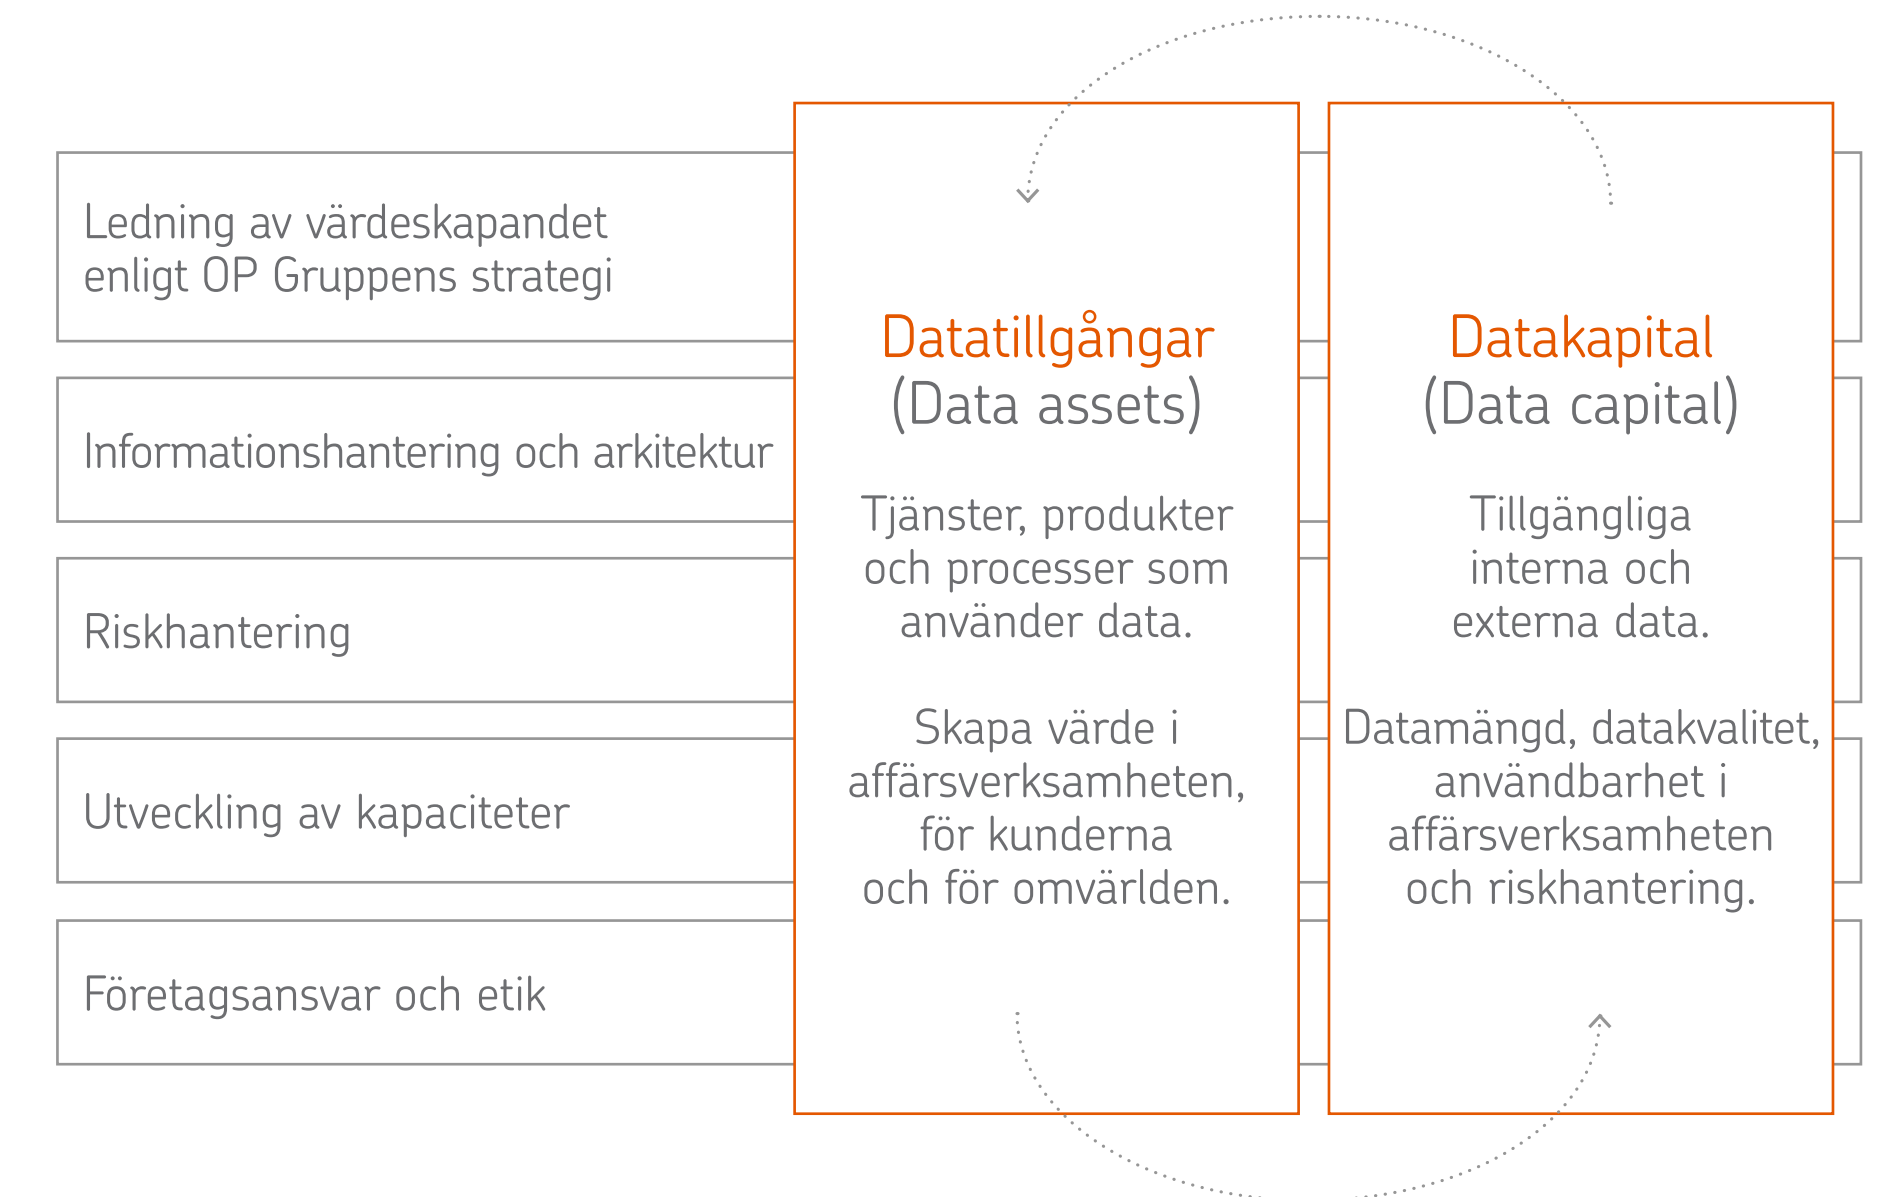 Ledning av värdeskapandet
enligt OP Gruppens strategi
Informationshantering och arkitektur
Riskhantering
Utveckling av kapaciteter
Företagsansvar och etik
Datatillgångar
(Data assets)
Tjänster, produkter
och processer som
använder data.
Skapa värde i
affärsverksamheten,
för kunderna
och för omvärlden.
Datakapital
(Data capital)
Tillgängliga
interna och
externa data.
Datamängd, datakvalitet,
användbarhet i
affärsverksamheten
och riskhantering.